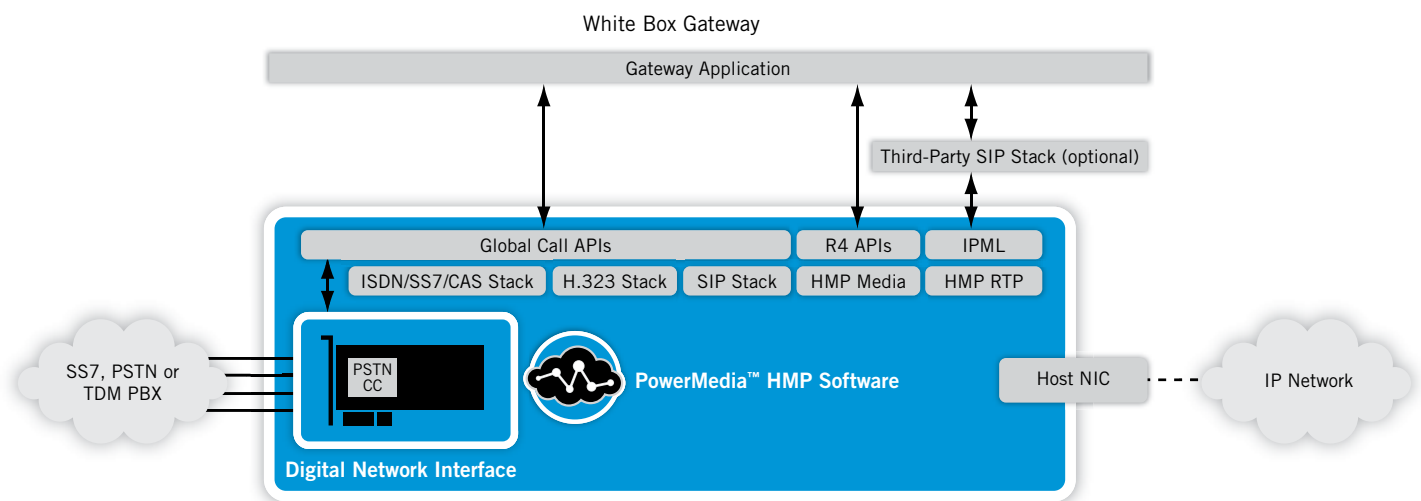 White Box Gateway
Gateway Application
Third-Party SIP Stack (optional)
Global Call APIs
R4 APIs
IPML
ISDN/SS7/CAS Stack
H.323 Stack
SIP Stack
HMP Media
HMP RTP
SS7, PSTN or
TDM PBX
PSTN
CC
PowerMedia™ HMP Software
Host NIC
IP Network
Digital Network Interface